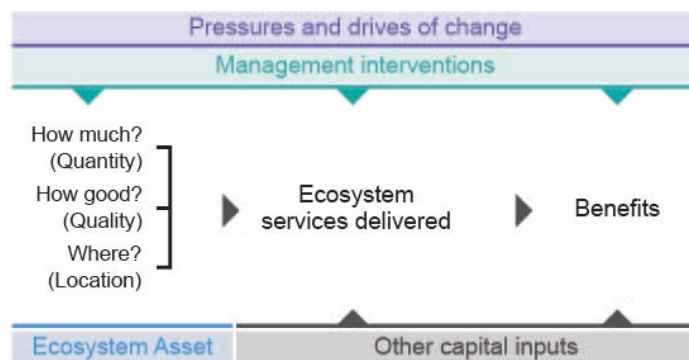 Pressures and drives of change
Management interventions
How much?
(Quantity)
How good?
(Quality)
Where?
(Location)
Ecosystem
services delivered
Benefits
Ecosystem Asset
Other capital inputs